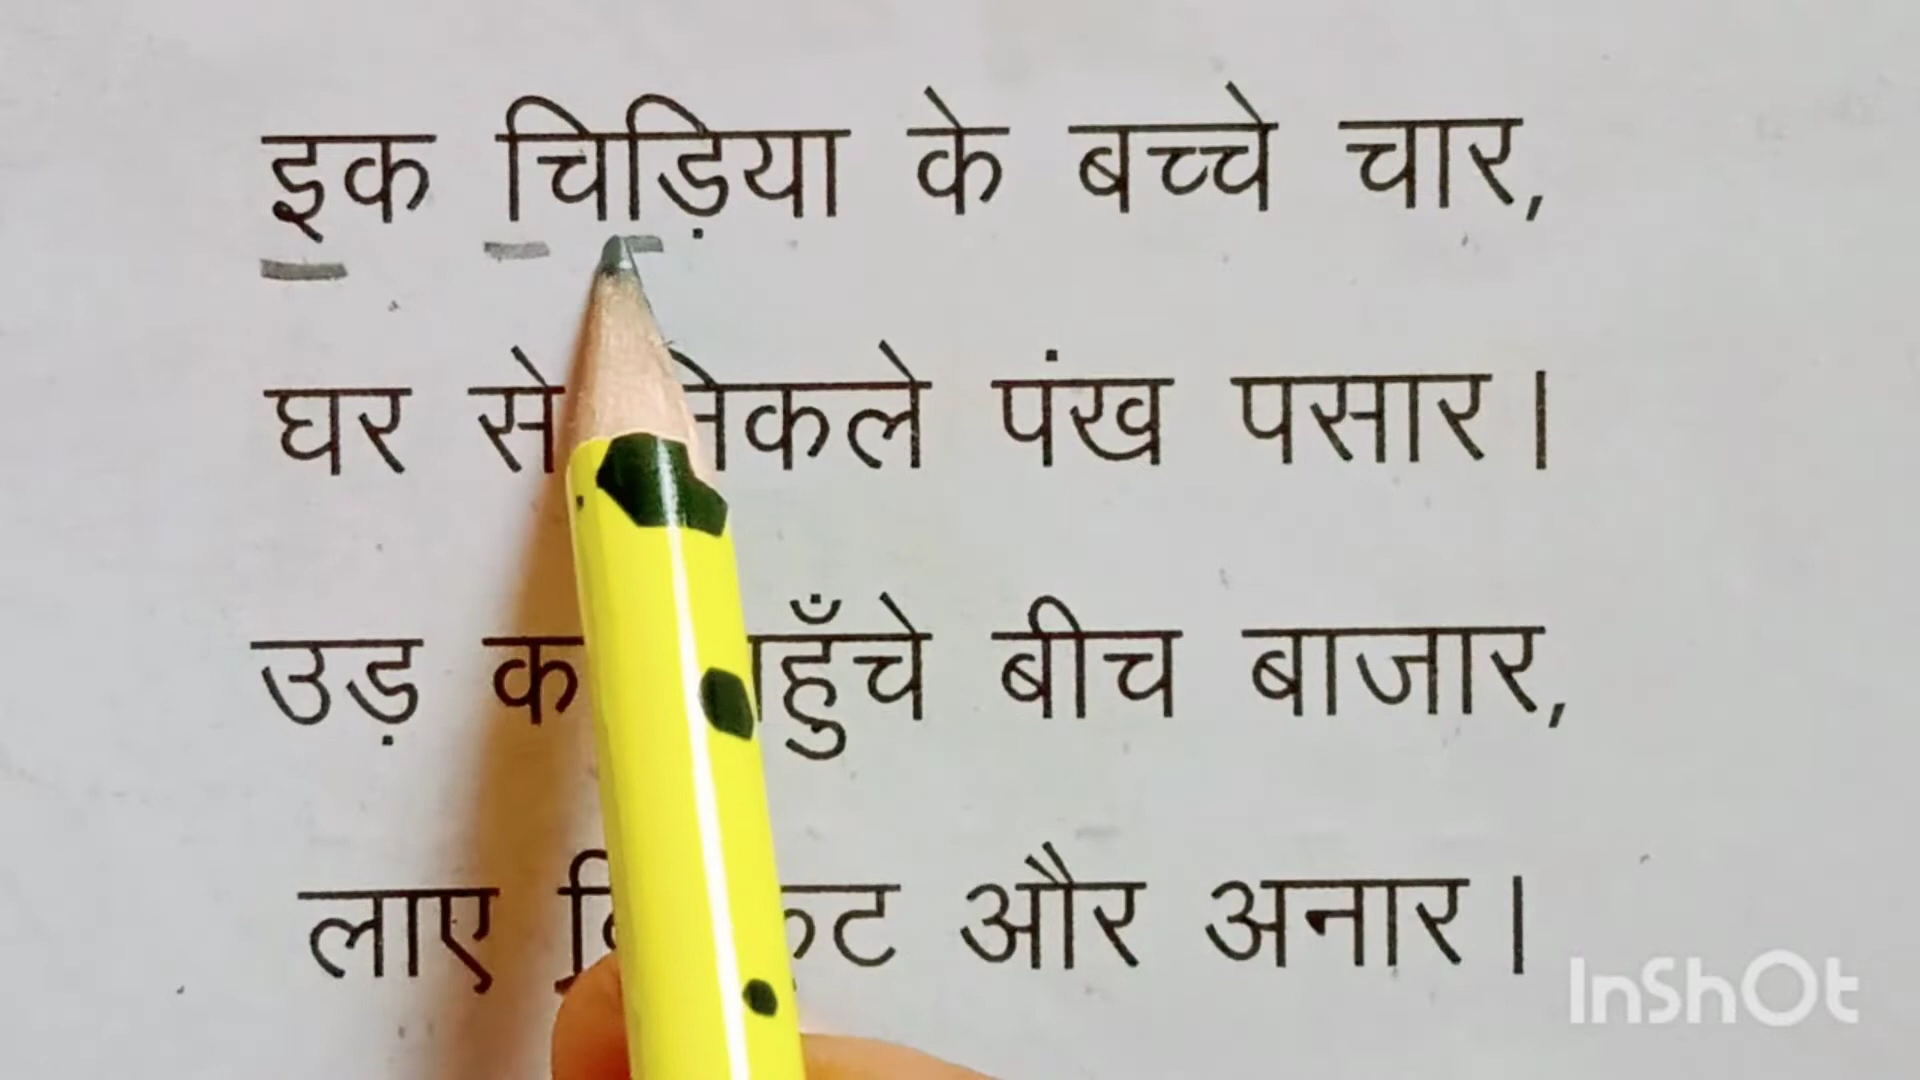 इक चिड़िया के बच्चे चार,
घर से पंख पसार।
उड़ बीच बाजार,
लाए और अनार।
InShOt